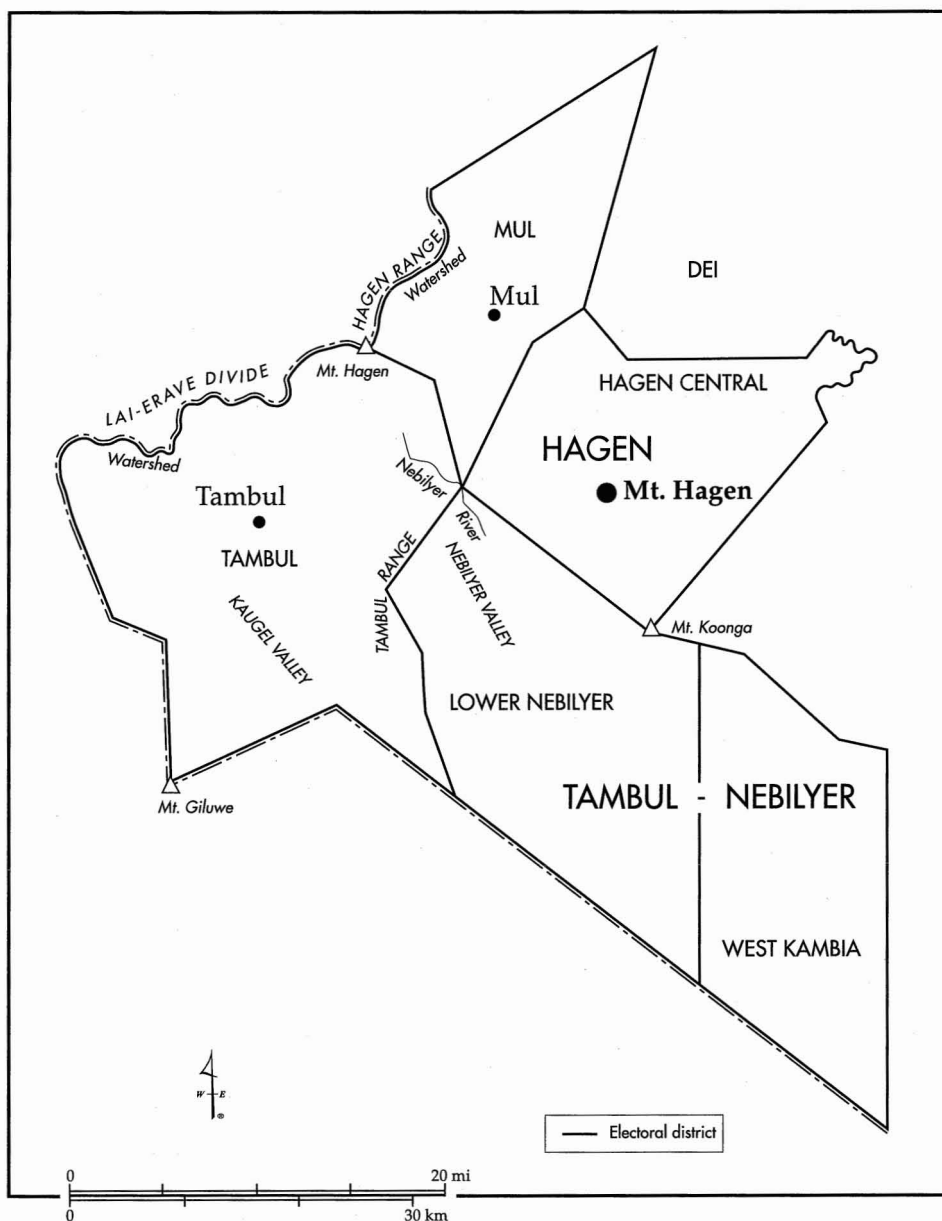 MUL
DEI
HAGEN RANGE
Watershed
Mul
Mt. Hagen
HAGEN CENTRAL
LAI-ERAVE DIVIDE
Watershed
HAGEN
Mt. Hagen
Nebilyer
River
Tambul
TAMBUL
TAMBUL RANGE
NEBILYER VALLEY
KAUGEL VALLEY
Mt. Koonga
LOWER NEBILYER
Mt. Giluwe
TAMBUL - NEBILYER
WEST KAMBIA
W E
Electoral district
0 20 mi
0 30 km